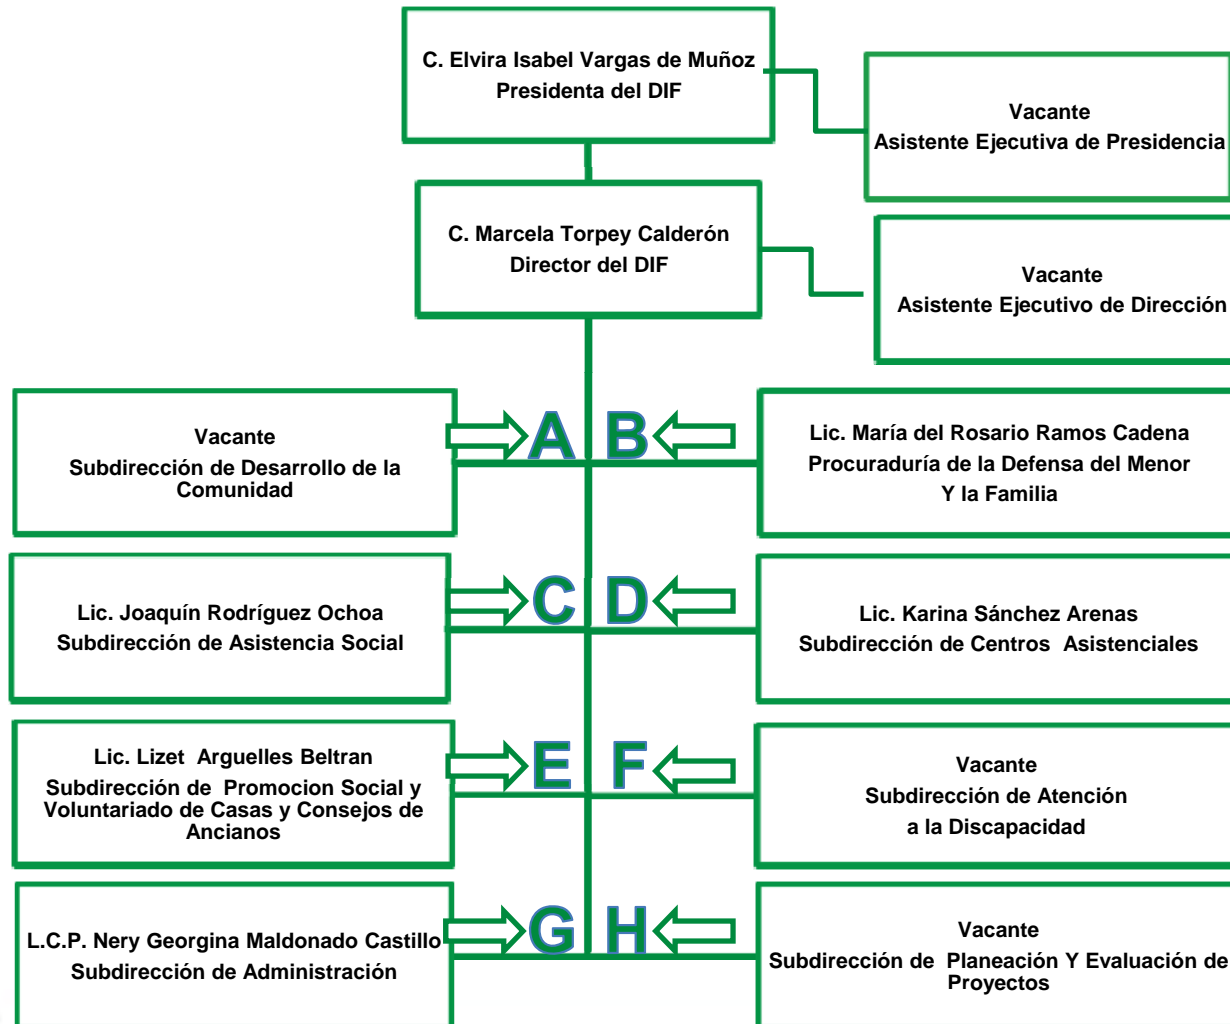 C. Elvira Isabel Vargas de Muñoz
Presidenta del DIF
Vacante
Asistente Ejecutiva de Presidencia
C. Marcela Torpey Calderón
Director del DIF
Vacante
Asistente Ejecutivo de Dirección
Vacante
Subdirección de Desarrollo de la
Comunidad
A
B
Lic. María del Rosario Ramos Cadena
Procuraduría de la Defensa del Menor
Y la Familia
Lic. Joaquín Rodríguez Ochoa
Subdirección de Asistencia Social
C
D
Lic. Karina Sánchez Arenas
Subdirección de Centros Asistenciales
Lic. Lizet Arguelles Beltran
Subdirección de Promocion Social y
Voluntariado de Casas y Consejos de
Ancianos
E
F
Vacante
Subdirección de Atención
a la Discapacidad
L.C.P. Nery Georgina Maldonado Castillo
Subdirección de Administración
G
H
Vacante
Subdirección de Planeación Y Evaluación de
Proyectos